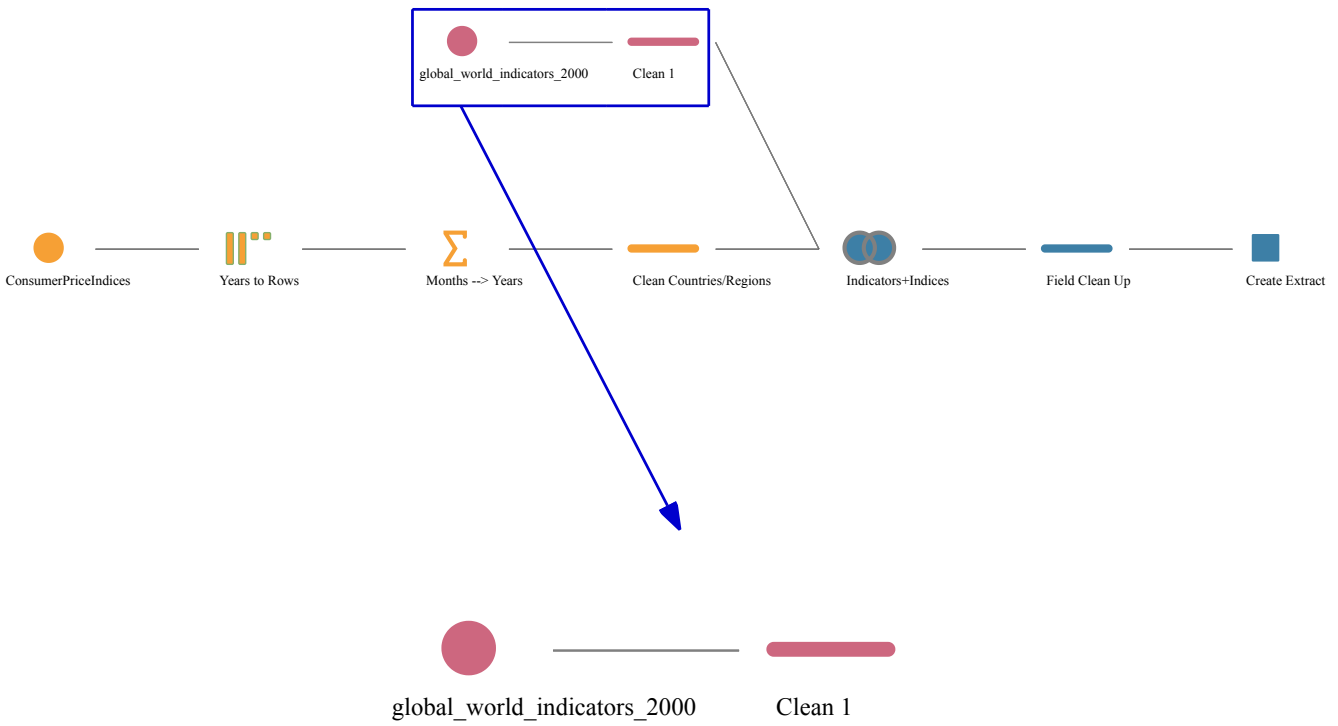 global_world_indicators_2000 Clean 1
ConsumerPriceIndices Years to Rows Months --> Years Clean Countries/Regions Indicators+Indices Field Clean Up Create Extract
global_world_indicators_2000 Clean 1